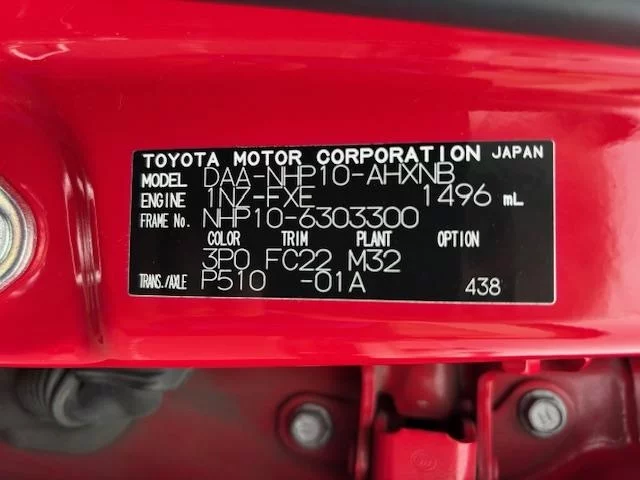 TOYOTA MOTOR CORPORATION JAPAN
MODEL DAA-NHP10-AHXNB
ENGINE 1NZ-FXE 1496 mL
FRAME No. NHP10-6303300
COLOR TRIM PLANT OPTION
3P0 FC22 M32
TRANS./AXLE P510 -01A 438